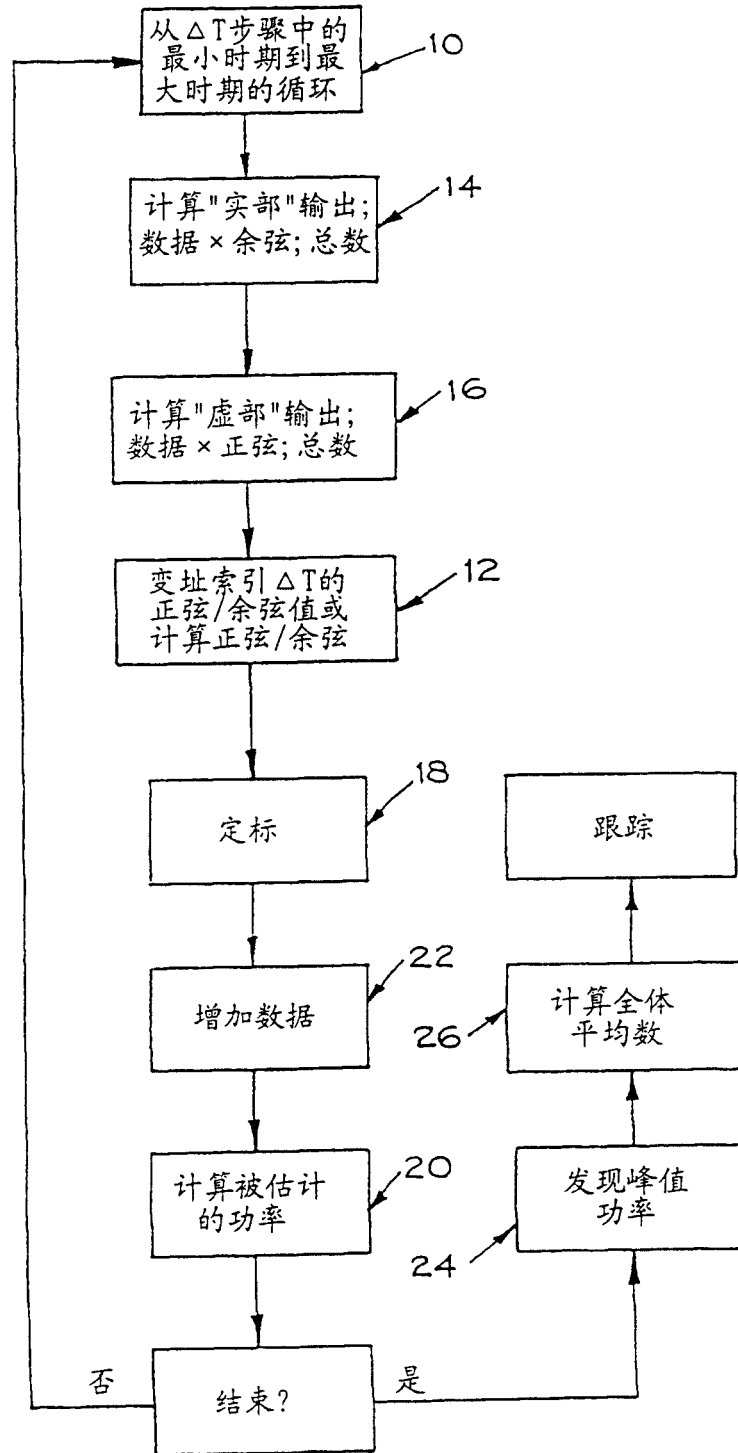 从△T步骤中的
最小时期到最
大时期的循环
10
计算"实部"输出;
数据×余弦;总数
14
计算"虚部"输出;
数据×正弦;总数
16
变址索引△T的
正弦/余弦值或
计算正弦/余弦
12
定标
18
跟踪
增加数据
22
计算全体
平均数
26
计算被估计
的功率
20
发现峰值
功率
24
否
结束?
是